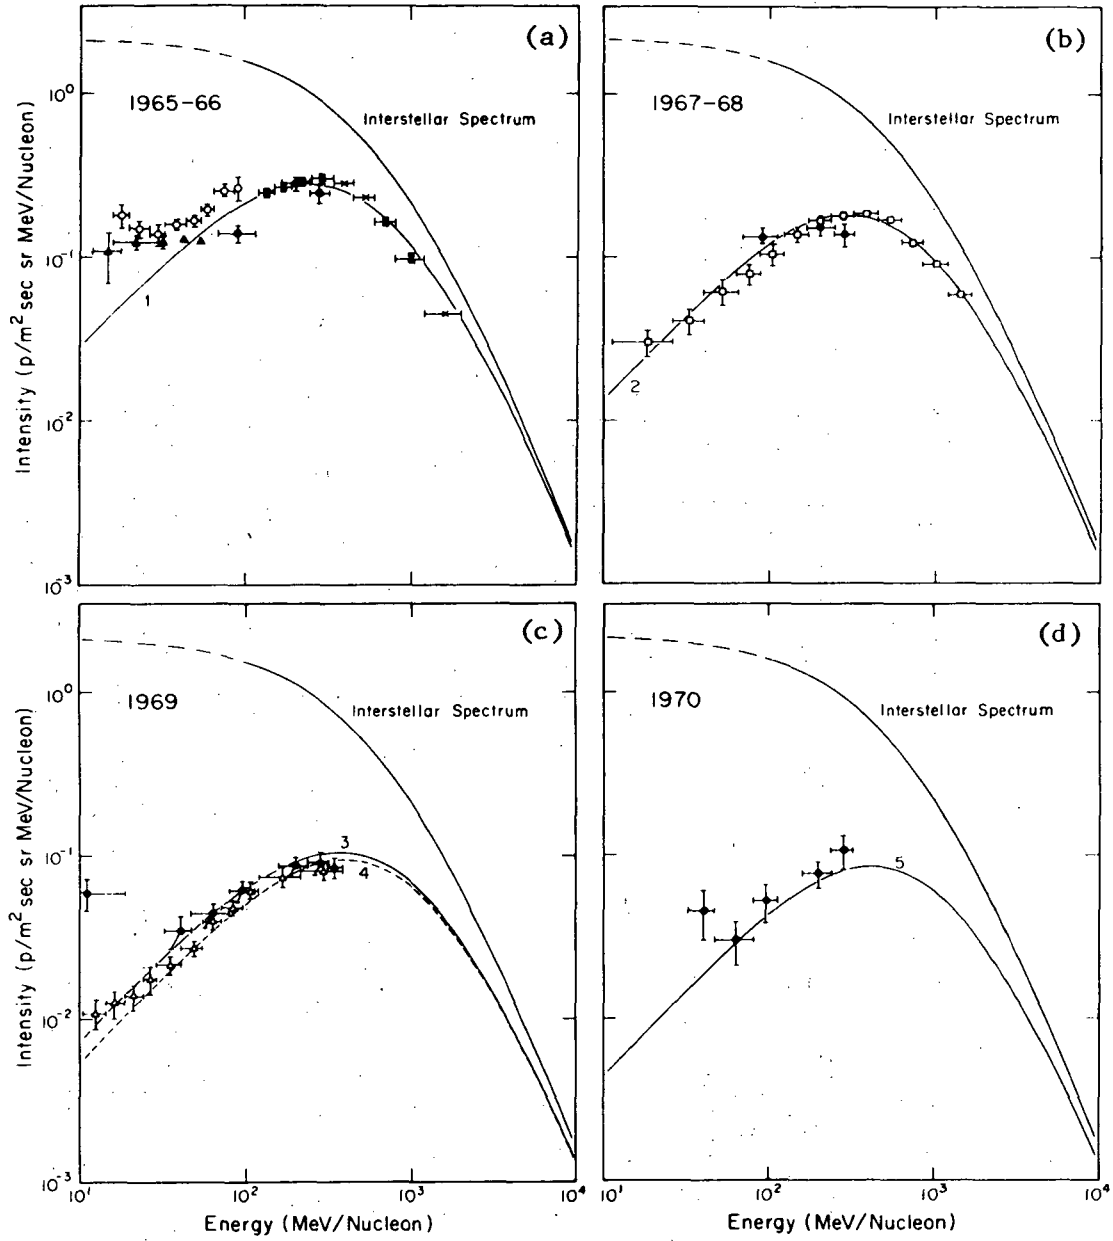 (a)
1965-66
Interstellar Spectrum
1
10⁰
10⁻¹
10⁻²
10⁻³
Intensity (p/m² sec sr MeV/Nucleon)
(b)
1967-68
Interstellar Spectrum
2
(c)
1969
Interstellar Spectrum
3
4
10⁰
10⁻¹
10⁻²
10⁻³
Intensity (p/m² sec sr MeV/Nucleon)
10¹
10²
10³
10⁴
Energy (MeV/Nucleon)
(d)
1970
Interstellar Spectrum
5
10¹
10²
10³
10⁴
Energy (MeV/Nucleon)